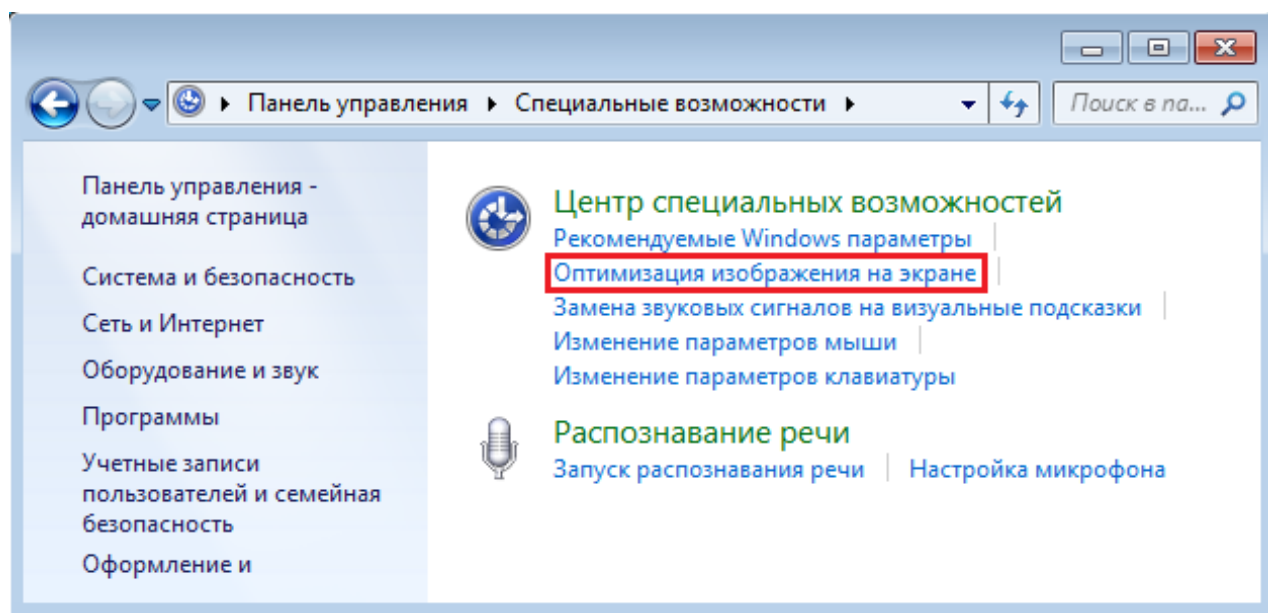 Панель управления ▸ Специальные возможности ▸
Поиск в па...
Панель управления -
домашняя страница
Система и безопасность
Сеть и Интернет
Оборудование и звук
Программы
Учетные записи
пользователей и семейная
безопасность
Оформление и
Центр специальных возможностей
Рекомендуемые Windows параметры
Оптимизация изображения на экране
Замена звуковых сигналов на визуальные подсказки
Изменение параметров мыши
Изменение параметров клавиатуры
Распознавание речи
Запуск распознавания речи Настройка микрофона